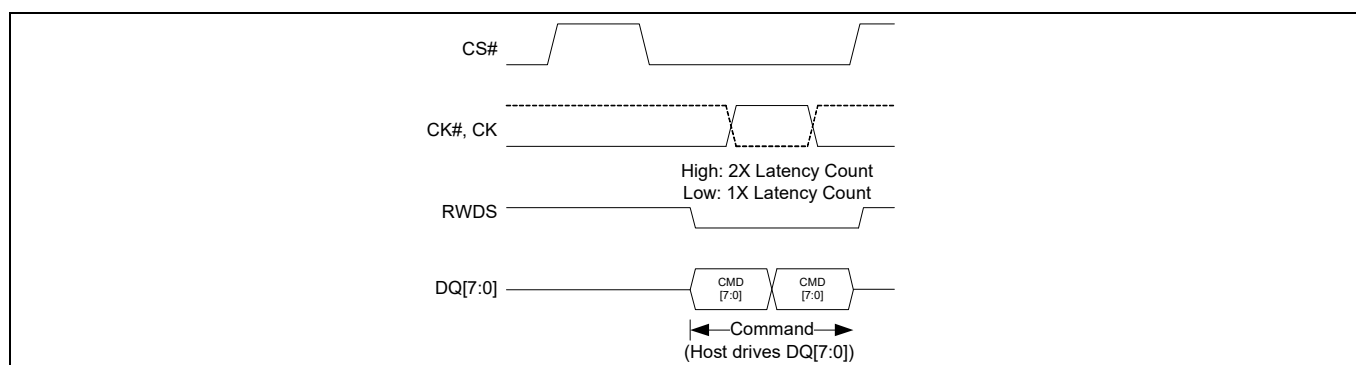 CS#
CK#, CK
High: 2X Latency Count
Low: 1X Latency Count
RWDS
DQ[7:0]
CMD
[7:0]
CMD
[7:0]
Command
(Host drives DQ[7:0])